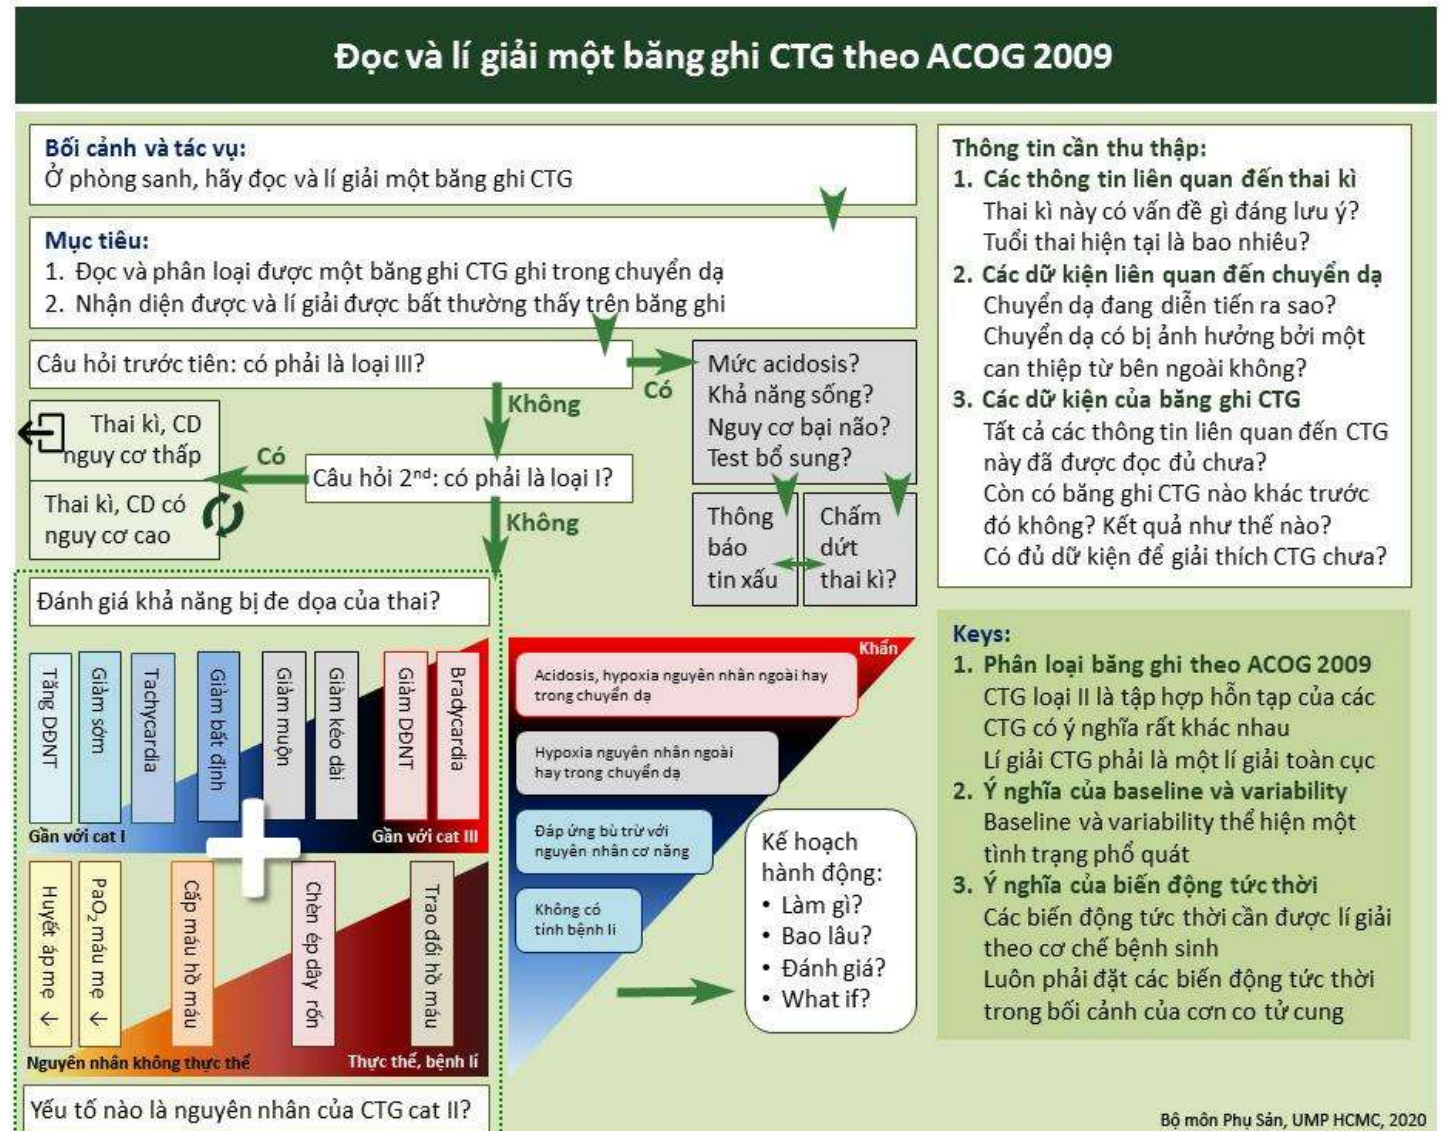 Đọc và lí giải một băng ghi CTG theo ACOG 2009
Bối cảnh và tác vụ:
Ở phòng sanh, hãy đọc và lí giải một băng ghi CTG
Mục tiêu:
1. Đọc và phân loại được một băng ghi CTG ghi trong chuyển dạ
2. Nhận diện được và lí giải được bất thường thấy trên băng ghi
Câu hỏi trước tiên: có phải là loại III?
Có
Không
Mức acidosis?
Khả năng sống?
Nguy cơ bại não?
Test bổ sung?
Thông
báo
tin xấu
Chấm
dứt
thai kì?
Câu hỏi 2nd: có phải là loại I?
Có
Không
Thai kì, CD
nguy cơ thấp
Thai kì, CD có
nguy cơ cao
Đánh giá khả năng bị đe dọa của thai?
Tăng DĐNT
Giảm sớm
Tachycardia
Giảm bất định
Giảm muộn
Giảm kéo dài
Giảm DĐNT
Bradycardia
Gần với cat I
Gần với cat III
Huyết áp mẹ ↓
PaO2 máu mẹ ↓
Cấp máu hồ máu
Chèn ép dây rốn
Trao đổi hồ máu
Nguyên nhân không thực thể
Thực thể, bệnh lí
Yếu tố nào là nguyên nhân của CTG cat II?
Khẩn
Acidosis, hypoxia nguyên nhân ngoài hay
trong chuyển dạ
Hypoxia nguyên nhân ngoài
hay trong chuyển dạ
Đáp ứng bù trừ với
nguyên nhân cơ năng
Không có
tính bệnh lí
Kế hoạch
hành động:
• Làm gì?
• Bao lâu?
• Đánh giá?
• What if?
Thông tin cần thu thập:
1. Các thông tin liên quan đến thai kì
Thai kì này có vấn đề gì đáng lưu ý?
Tuổi thai hiện tại là bao nhiêu?
2. Các dữ kiện liên quan đến chuyển dạ
Chuyển dạ đang diễn tiến ra sao?
Chuyển dạ có bị ảnh hưởng bởi một
can thiệp từ bên ngoài không?
3. Các dữ kiện của băng ghi CTG
Tất cả các thông tin liên quan đến CTG
này đã được đọc đủ chưa?
Còn có băng ghi CTG nào khác trước
đó không? Kết quả như thế nào?
Có đủ dữ kiện để giải thích CTG chưa?
Keys:
1. Phân loại băng ghi theo ACOG 2009
CTG loại II là tập hợp hỗn tạp của các
CTG có ý nghĩa rất khác nhau
Lí giải CTG phải là một lí giải toàn cục
2. Ý nghĩa của baseline và variability
Baseline và variability thể hiện một
tình trạng phổ quát
3. Ý nghĩa của biến động tức thời
Các biến động tức thời cần được lí giải
theo cơ chế bệnh sinh
Luôn phải đặt các biến động tức thời
trong bối cảnh của cơn co tử cung
Bộ môn Phụ Sản, UMP HCMC, 2020